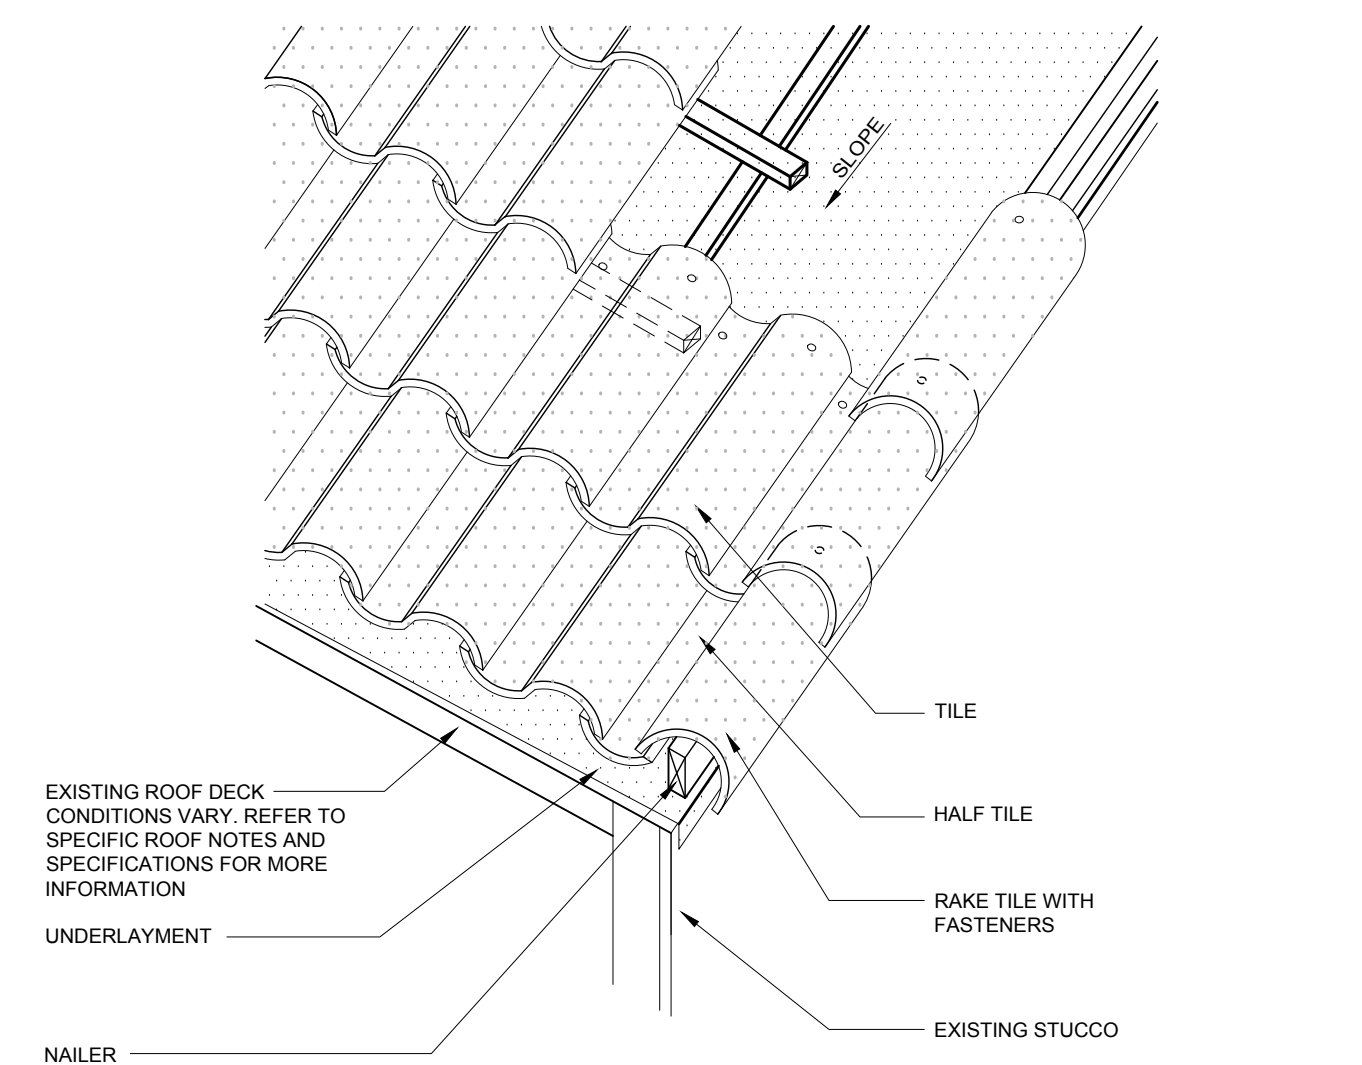 SLOPE
TILE
HALF TILE
RAKE TILE WITH
FASTENERS
EXISTING STUCCO
EXISTING ROOF DECK
CONDITIONS VARY. REFER TO
SPECIFIC ROOF NOTES AND
SPECIFICATIONS FOR MORE
INFORMATION
UNDERLAYMENT
NAILER